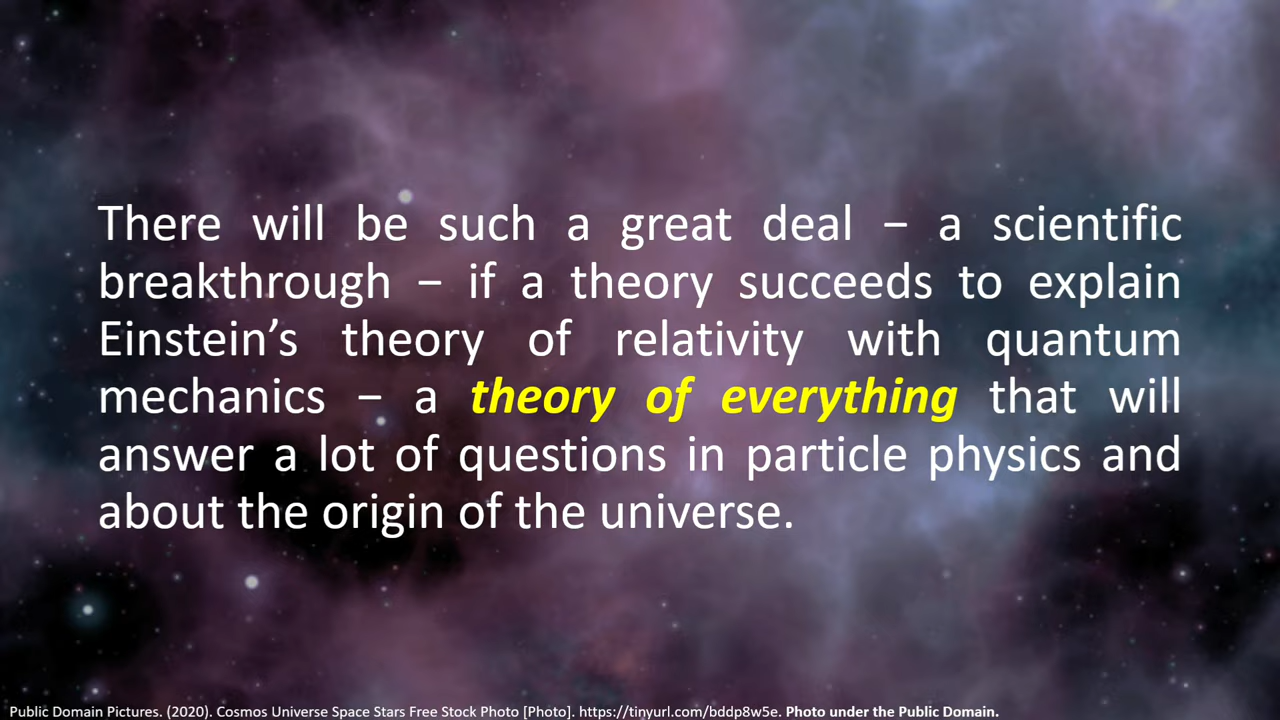 There will be such a great deal − a scientific
breakthrough − if a theory succeeds to explain
Einstein’s theory of relativity with quantum
mechanics − a theory of everything that will
answer a lot of questions in particle physics and
about the origin of the universe.
Public Domain Pictures. (2020). Cosmos Universe Space Stars Free Stock Photo [Photo]. https://tinyurl.com/bddp8w5e. Photo under the Public Domain.